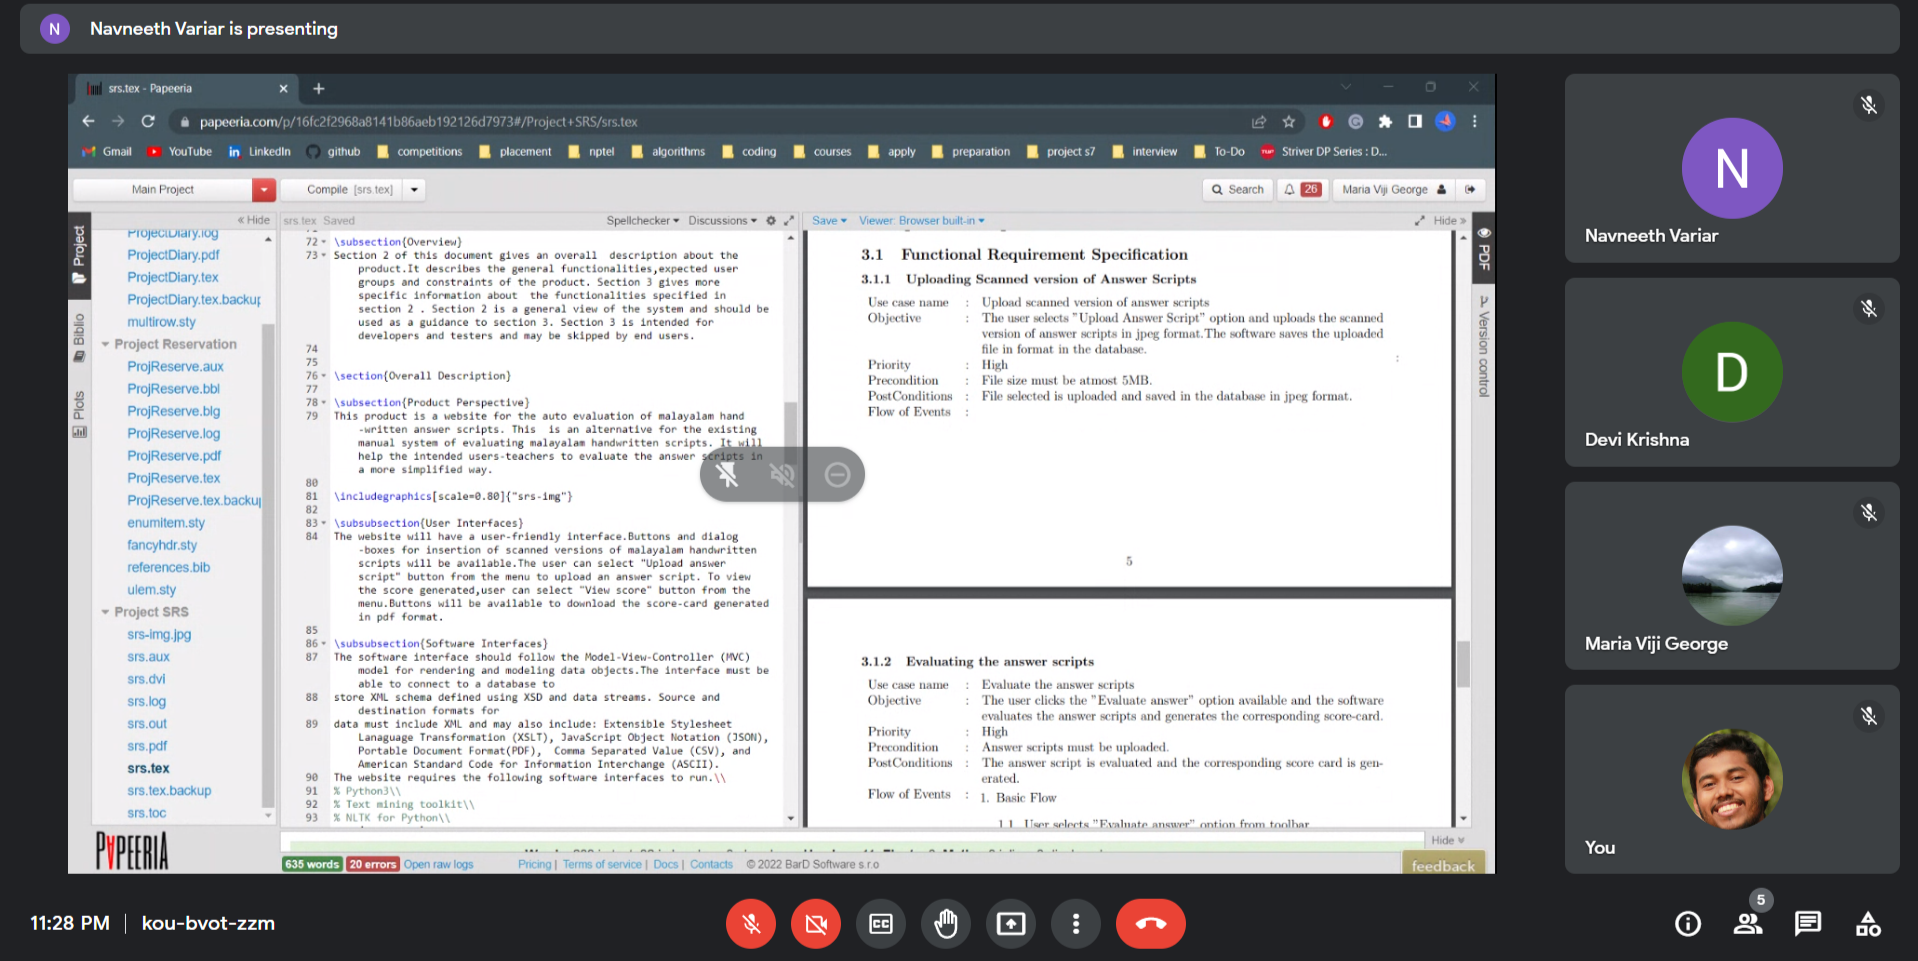 N Navneeth Variar is presenting
srs.tex - Papeeria
papeeria.com/p/16fc2f2968a8141b86aeb192126d7973#/Project+SRS/srs.tex
Gmail YouTube LinkedIn github competitions placement nptel algorithms coding courses apply preparation project s7 interview To-Do Striver DP Series : D...
Main Project Compile [srs.tex] Search 26 Maria Viji George
« Hide srs.tex Saved Spellchecker Discussions Save Viewer: Browser built-in Hide »
Project
Biblio
Plots
ProjectDiary.log
ProjectDiary.pdf
ProjectDiary.tex
ProjectDiary.tex.backup
multirow.sty
Project Reservation
ProjReserve.aux
ProjReserve.bbl
ProjReserve.blg
ProjReserve.log
ProjReserve.pdf
ProjReserve.tex
ProjReserve.tex.backup
enumitem.sty
fancyhdr.sty
references.bib
ulem.sty
Project SRS
srs-img.jpg
srs.aux
srs.dvi
srs.log
srs.out
srs.pdf
srs.tex
srs.tex.backup
srs.toc
PAPEERIA
72 \subsection{Overview}
73 Section 2 of this document gives an overall description about the
product.It describes the general functionalities,expected user
groups and constraints of the product. Section 3 gives more
specific information about the functionalities specified in
section 2 . Section 2 is a general view of the system and should be
used as a guidance to section 3. Section 3 is intended for
developers and testers and may be skipped by end users.
74
75
76 \section{Overall Description}
77
78 \subsection{Product Perspective}
79 This product is a website for the auto evaluation of malayalam hand
-written answer scripts. This is an alternative for the existing
manual system of evaluating malayalam handwritten scripts. It will
help the intended users-teachers to evaluate the answer scripts in
a more simplified way.
80
81 \includegraphics[scale=0.80]{"srs-img"}
82
83 \subsubsection{User Interfaces}
84 The website will have a user-friendly interface.Buttons and dialog
-boxes for insertion of scanned versions of malayalam handwritten
scripts will be available.The user can select "Upload answer
script" button from the menu to upload an answer script. To view
the score generated,user can select "View score" button from the
menu.Buttons will be available to download the score-card generated
in pdf format.
85
86 \subsubsection{Software Interfaces}
87 The software interface should follow the Model-View-Controller (MVC)
model for rendering and modeling data objects.The interface must be
able to connect to a database to
88 store XML schema defined using XSD and data streams. Source and
destination formats for
89 data must include XML and may also include: Extensible Stylesheet
Language Transformation (XSLT), JavaScript Object Notation (JSON),
Portable Document Format(PDF), Comma Separated Value (CSV), and
American Standard Code for Information Interchange (ASCII).
90 The website requires the following software interfaces to run.\\
91 % Python3\\
92 % Text mining toolkit\\
93 % NLTK for Python\\
3.1 Functional Requirement Specification
3.1.1 Uploading Scanned version of Answer Scripts
Use case name : Upload scanned version of answer scripts
Objective : The user selects "Upload Answer Script" option and uploads the scanned
version of answer scripts in jpeg format.The software saves the uploaded
file in format in the database.
Priority : High
Precondition : File size must be atmost 5MB.
PostConditions : File selected is uploaded and saved in the database in jpeg format.
Flow of Events :
5
3.1.2 Evaluating the answer scripts
Use case name : Evaluate the answer scripts
Objective : The user clicks the "Evaluate answer" option available and the software
evaluates the answer scripts and generates the corresponding score-card.
Priority : High
Precondition : Answer scripts must be uploaded.
PostConditions : The answer script is evaluated and the corresponding score card is gen-
erated.
Flow of Events : 1. Basic Flow
1.1 User selects "Evaluate answer" option from toolbar
PDF
Version control
Hide
635 words 20 errors Open raw logs Pricing | Terms of service | Docs | Contacts © 2022 BarD Software s.r.o feedback
N
Navneeth Variar
D
Devi Krishna
Maria Viji George
You
11:28 PM | kou-bvot-zzm
CC
5